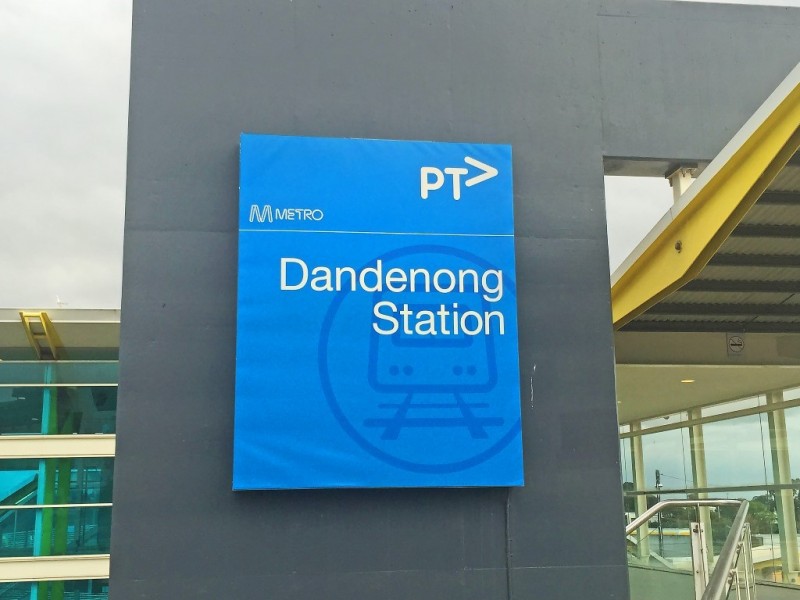 PT>
METRO
Dandenong
Station